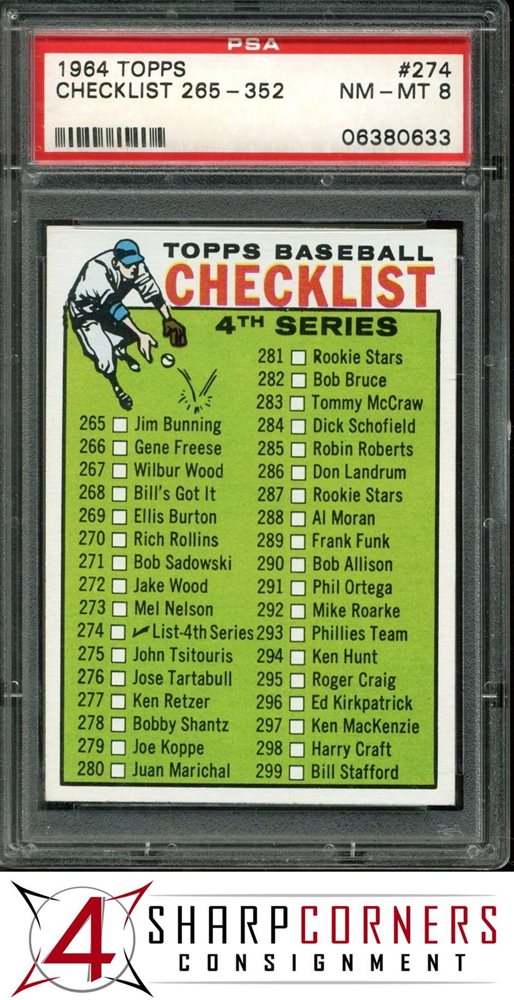 PSA
1964 TOPPS #274
CHECKLIST 265-352 NM-MT 8
06380633
TOPPS BASEBALL
CHECKLIST
4TH SERIES
265 Jim Bunning
266 Gene Freese
267 Wilbur Wood
268 Bill's Got It
269 Ellis Burton
270 Rich Rollins
271 Bob Sadowski
272 Jake Wood
273 Mel Nelson
274 List-4th Series
275 John Tsitouris
276 Jose Tartabull
277 Ken Retzer
278 Bobby Shantz
279 Joe Koppe
280 Juan Marichal
281 Rookie Stars
282 Bob Bruce
283 Tommy McCraw
284 Dick Schofield
285 Robin Roberts
286 Don Landrum
287 Rookie Stars
288 Al Moran
289 Frank Funk
290 Bob Allison
291 Phil Ortega
292 Mike Roarke
293 Phillies Team
294 Ken Hunt
295 Roger Craig
296 Ed Kirkpatrick
297 Ken MacKenzie
298 Harry Craft
299 Bill Stafford
4 SHARPCORNERS
CONSIGNMENT